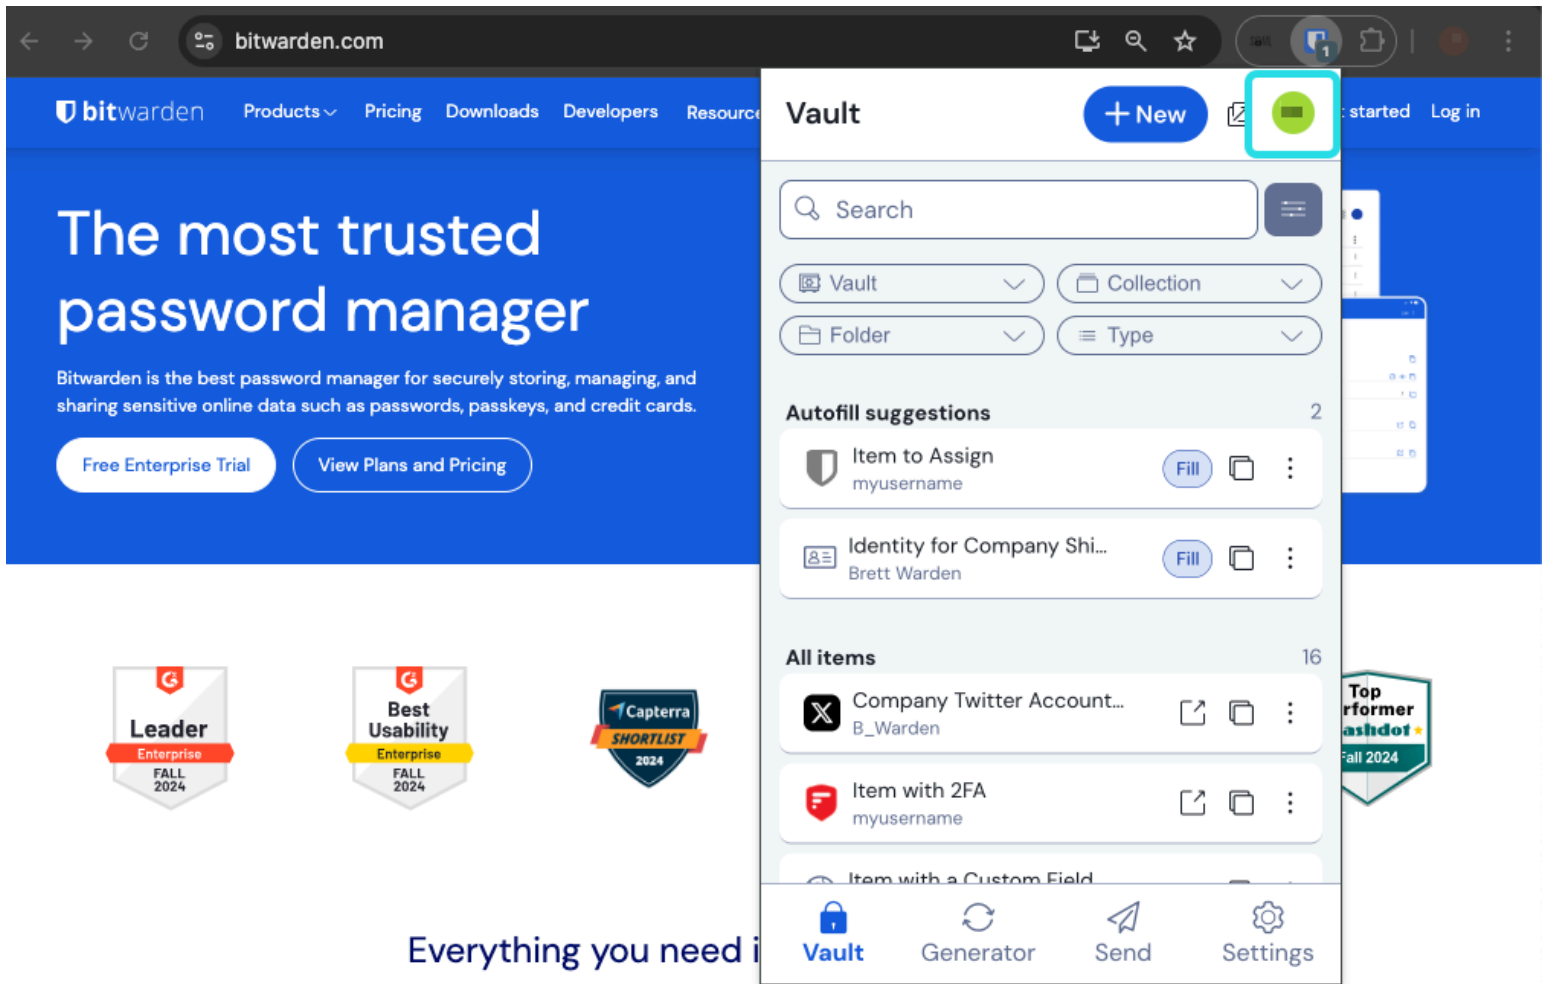 bitwarden.com
1
bitwarden
Products
Pricing
Downloads
Developers
started
Log in
The most trusted
password manager
Bitwarden is the best password manager for securely storing, managing, and
sharing sensitive online data such as passwords, passkeys, and credit cards.
Free Enterprise Trial
View Plans and Pricing
Leader
Enterprise
FALL
2024
Best
Usability
Enterprise
FALL
2024
Capterra
SHORTLIST
2024
Top
2024
Everything you need
Vault
New
Search
Vault
Collection
Folder
Type
Autofill suggestions
2
Item to Assign
myusername
Fill
Identity for Company Shi...
Brett Warden
Fill
All items
16
Company Twitter Account...
B_Warden
Item with 2FA
myusername
Item with a Custom Field
Vault
Generator
Send
Settings